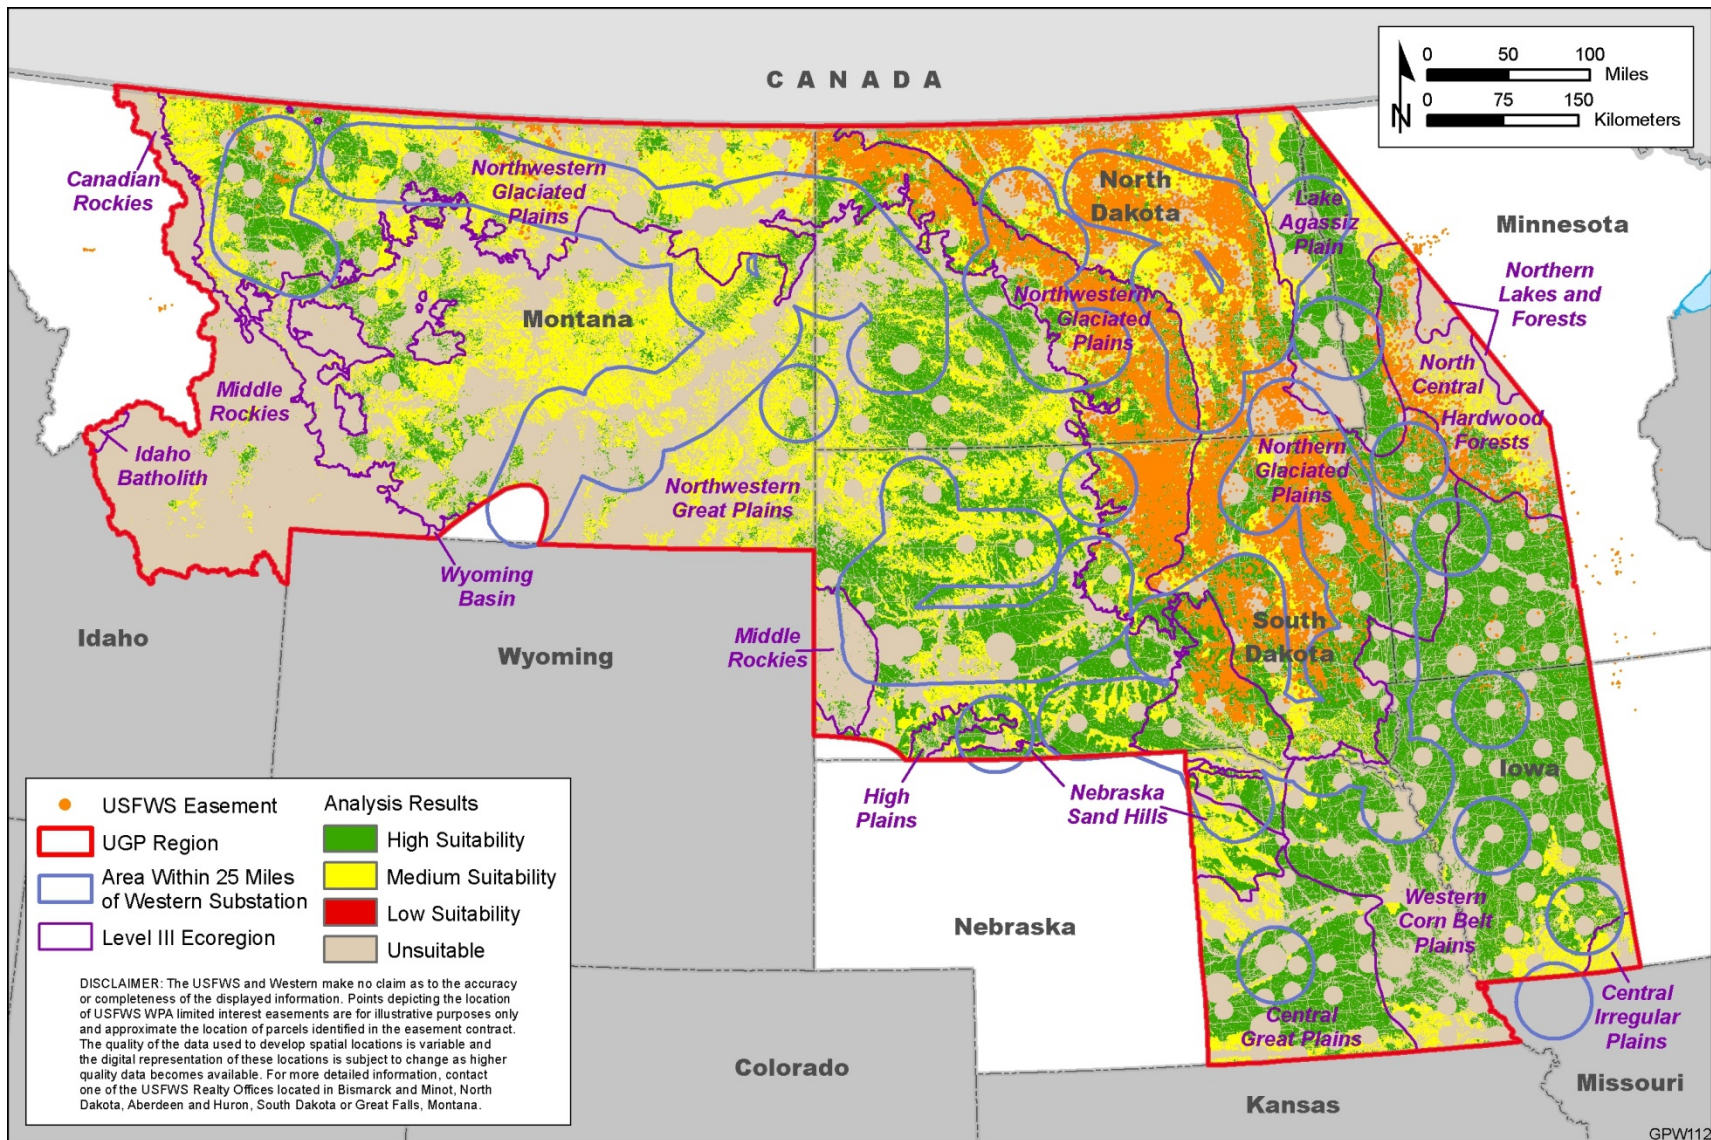 CANADA
0 50 100
Miles
0 75 150
Kilometers
N
Canadian
Rockies
Northwestern
Glaciated
Plains
North
Dakota
Lake
Agassiz
Plain
Minnesota
Northern
Lakes and
Forests
Montana
Northwestern
Glaciated
Plains
North
Central
Hardwood
Forests
Middle
Rockies
Idaho
Batholith
Northwestern
Great Plains
Northern
Glaciated
Plains
Wyoming
Basin
Idaho
Wyoming
Middle
Rockies
South
Dakota
Iowa
High
Plains
Nebraska
Sand Hills
Nebraska
Western
Corn Belt
Plains
Central
Great Plains
Central
Irregular
Plains
Colorado
Kansas
Missouri
USFWS Easement
UGP Region
Area Within 25 Miles
of Western Substation
Level III Ecoregion
Analysis Results
High Suitability
Medium Suitability
Low Suitability
Unsuitable
DISCLAIMER: The USFWS and Western make no claim as to the accuracy
or completeness of the displayed information. Points depicting the location
of USFWS WPA limited interest easements are for illustrative purposes only
and approximate the location of parcels identified in the easement contract.
The quality of the data used to develop spatial locations is variable and
the digital representation of these locations is subject to change as higher
quality data becomes available. For more detailed information, contact
one of the USFWS Realty Offices located in Bismarck and Minot, North
Dakota, Aberdeen and Huron, South Dakota or Great Falls, Montana.
GPW112